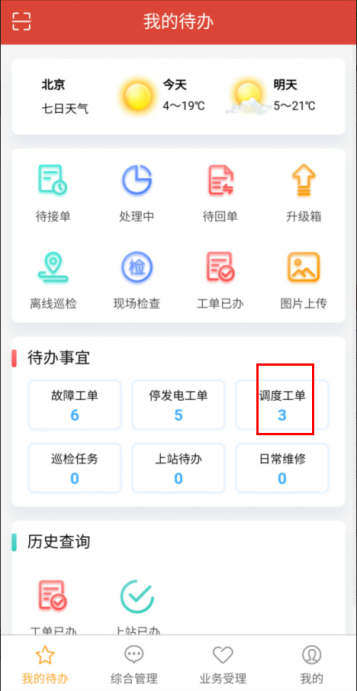 我的待办
北京
今天
明天
七日天气
4～19℃
5～21℃
待接单
处理中
待回单
升级箱
检
离线巡检
现场检查
工单已办
图片上传
待办事宜
故障工单
停发电工单
调度工单
6
5
3
巡检任务
上站待办
日常维修
0
0
0
历史查询
工单已办
上站已办
我的待办
综合管理
业务受理
我的